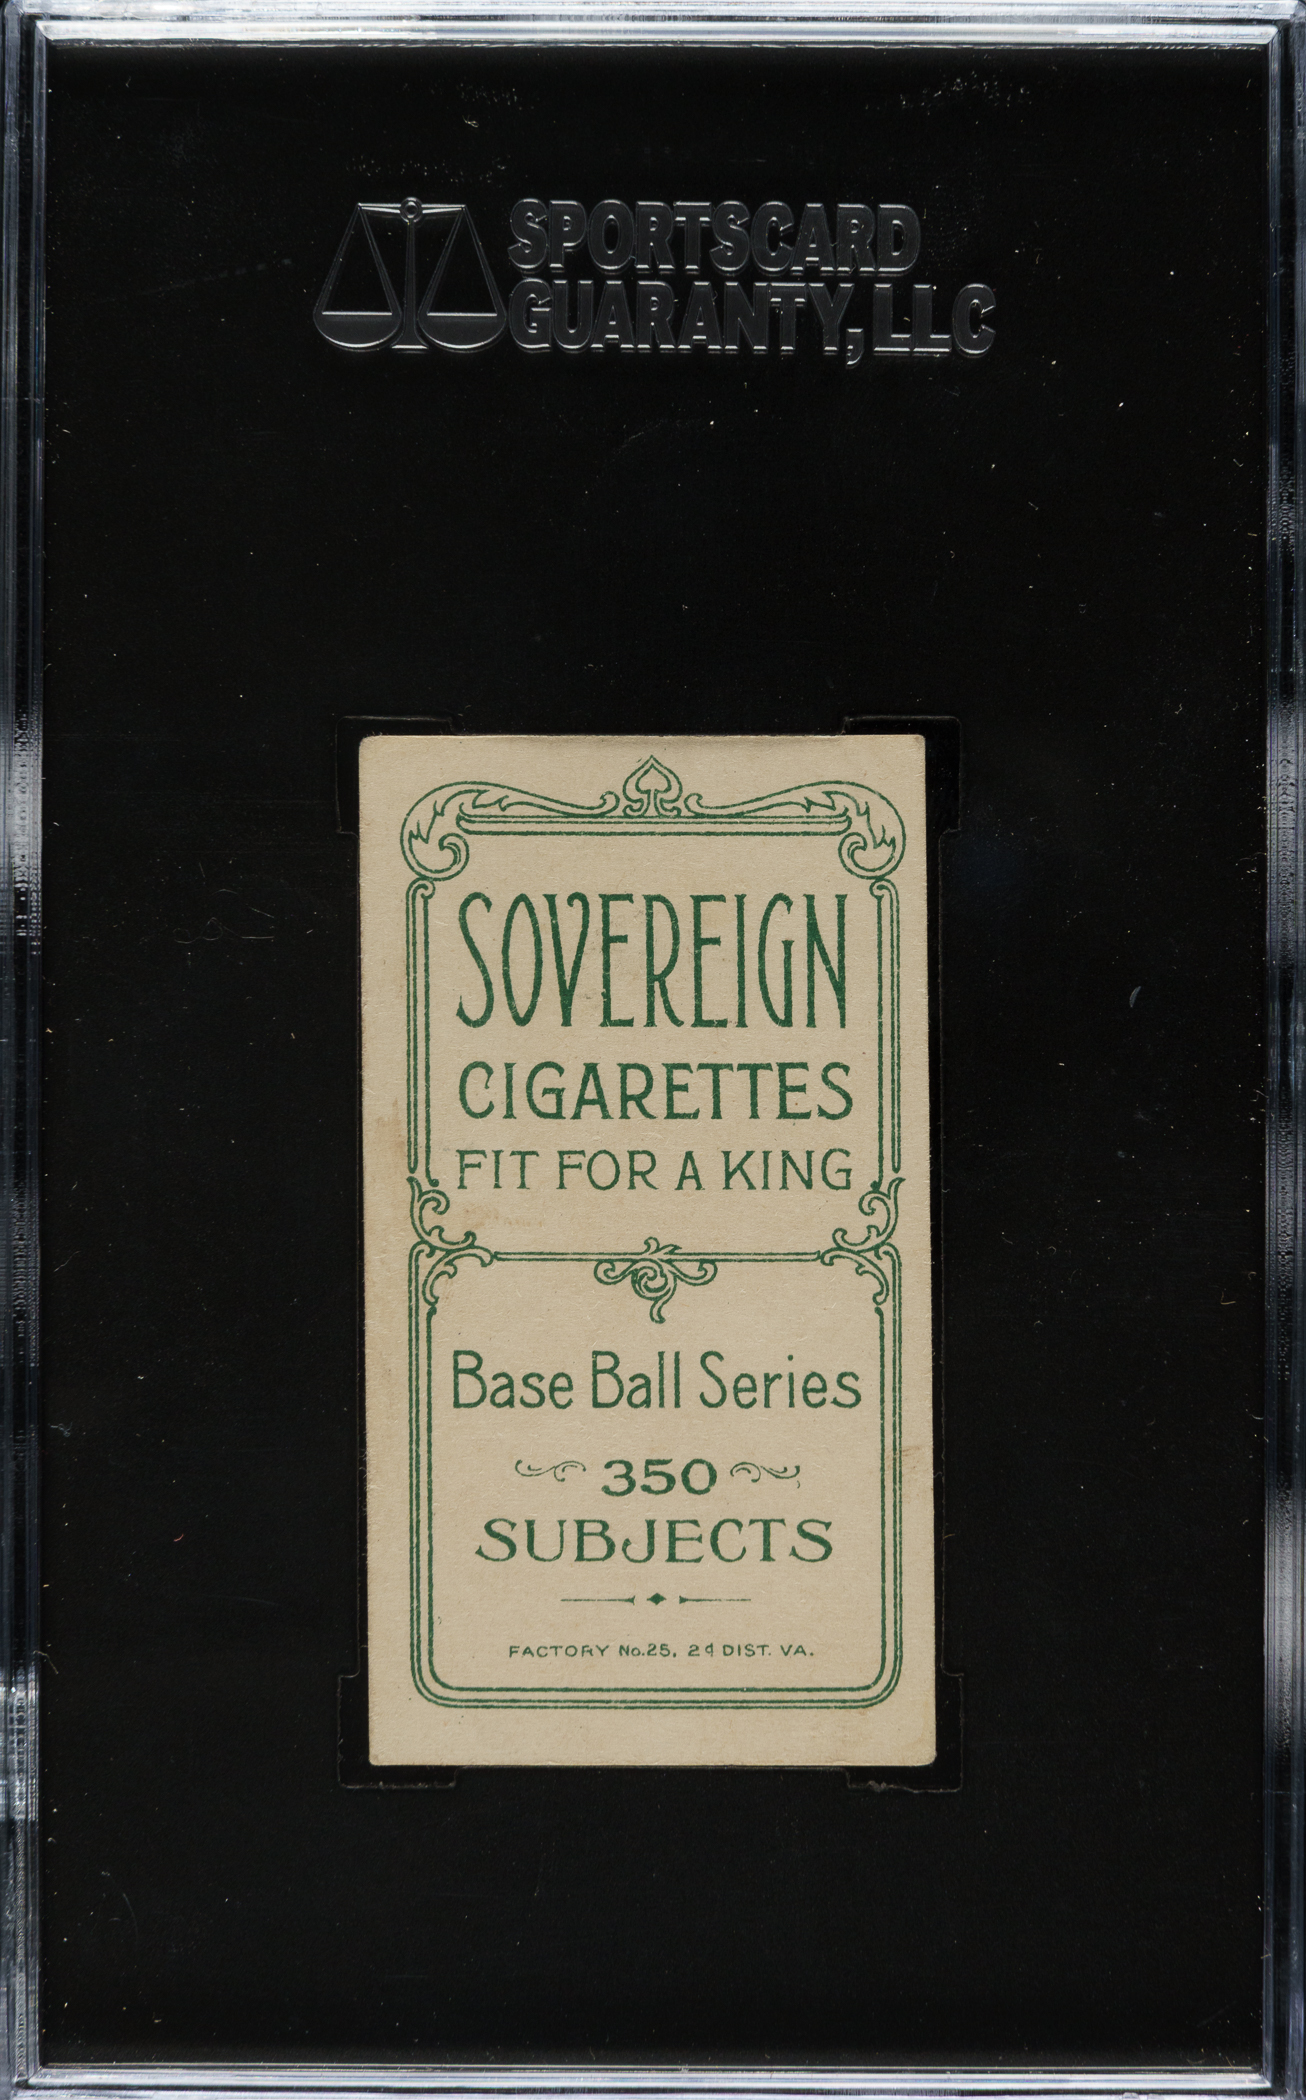 SPORTSCARD
GUARANTY, LLC
SOVEREIGN
CIGARETTES
FIT FOR A KING
Base Ball Series
350
SUBJECTS
FACTORY No. 25, 2d DIST. VA.